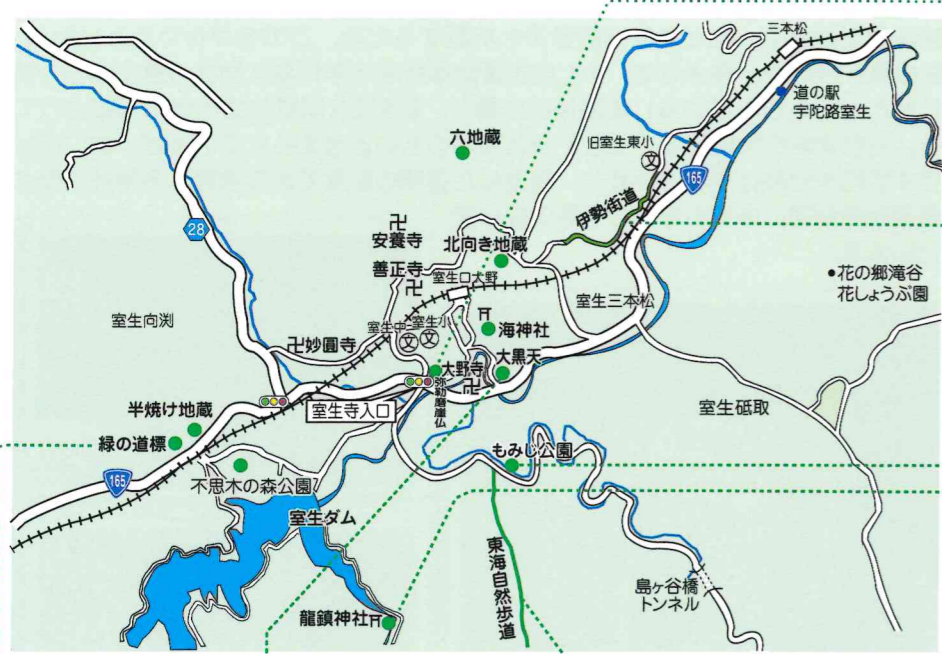 三本松
道の駅
宇陀路室生
六地蔵
旧室生東小
文
165
伊勢街道
28
卍
安養寺
北向き地蔵
善正寺
卍
室生口大野
花の郷滝谷
花しょうぶ園
室生三本松
室生向渕
室生中
室生小
文
文
海神社
卍妙圓寺
大野寺
卍
弥勒磨崖仏
大黒天
室生寺入口
半焼け地蔵
緑の道標
室生砥取
もみじ公園
165
不思木の森公園
室生ダム
東海自然歩道
島ヶ谷橋
トンネル
龍鎮神社